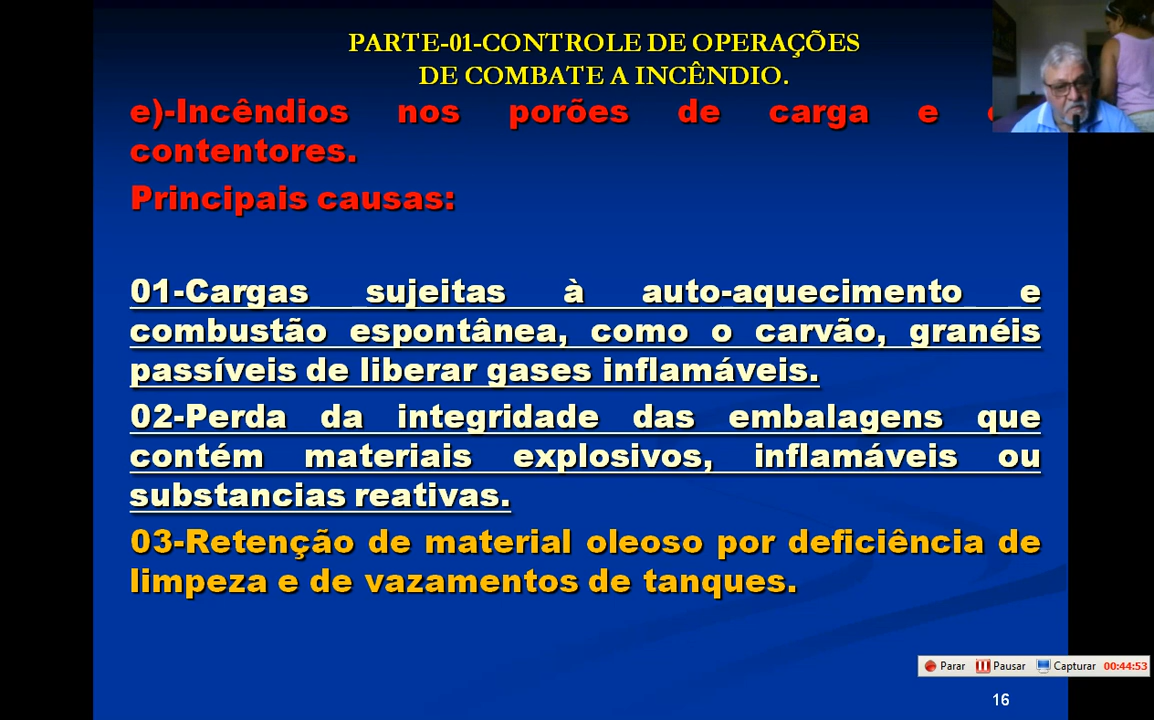 PARTE-01-CONTROLE DE OPERAÇÕES
DE COMBATE A INCÊNDIO.
e)-Incêndios nos porões de carga e
contentores.
Principais causas:
01-Cargas sujeitas à auto-aquecimento e
combustão espontânea, como o carvão, granéis
passíveis de liberar gases inflamáveis.
02-Perda da integridade das embalagens que
contém materiais explosivos, inflamáveis ou
substancias reativas.
03-Retenção de material oleoso por deficiência de
limpeza e de vazamentos de tanques.
Parar Pausar Capturar 00:44:53
16